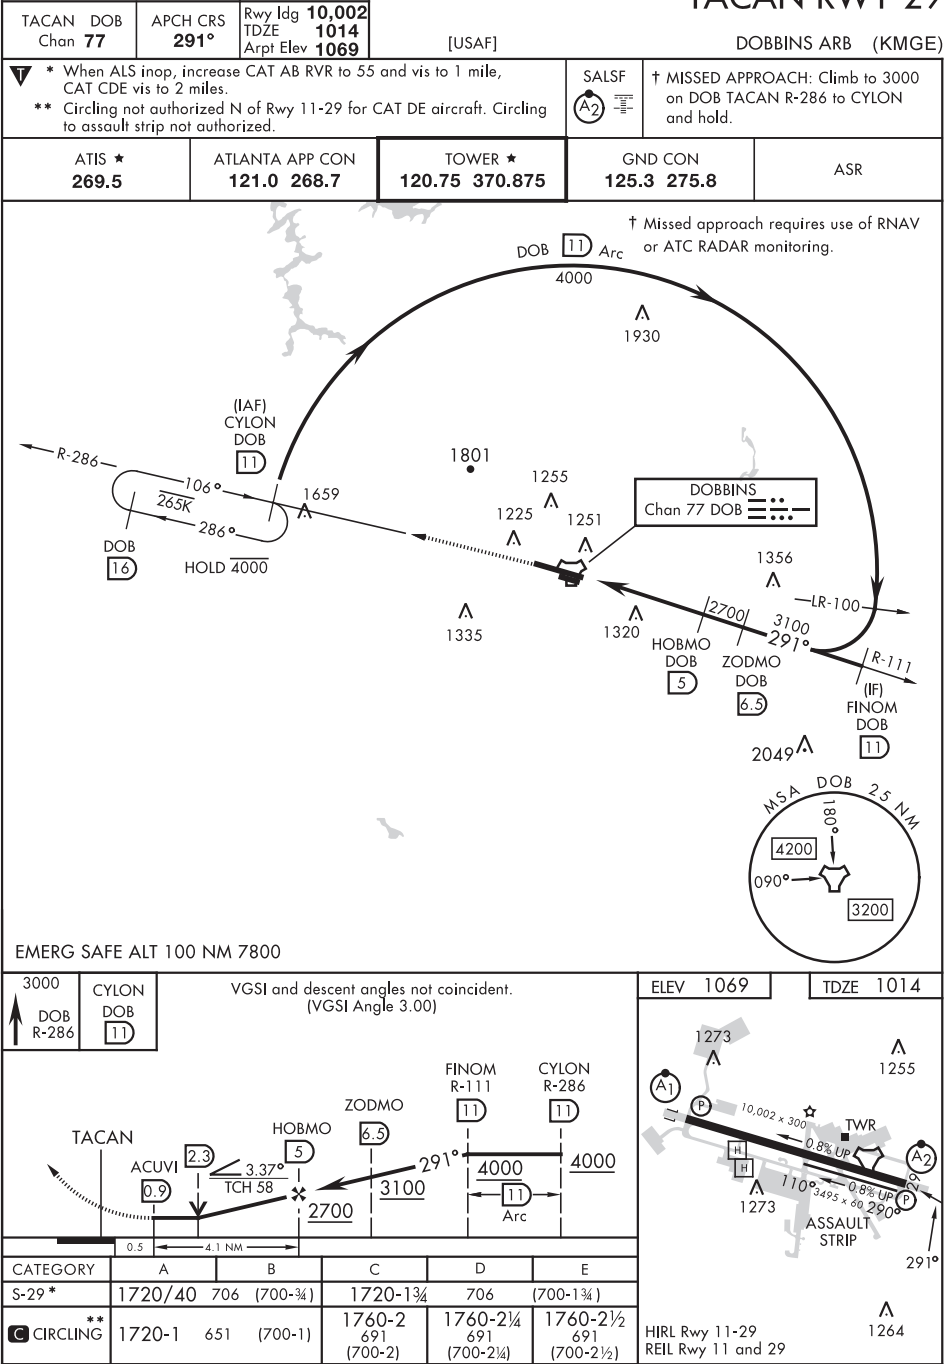 TACAN RWY 29
TACAN DOB
Chan 77
APCH CRS
291°
Rwy ldg 10,002
TDZE 1014
Arpt Elev 1069
[USAF]
DOBBINS ARB (KMGE)
T
* When ALS inop, increase CAT AB RVR to 55 and vis to 1 mile,
CAT CDE vis to 2 miles.
** Circling not authorized N of Rwy 11-29 for CAT DE aircraft. Circling
to assault strip not authorized.
SALSF
A2
† MISSED APPROACH: Climb to 3000
on DOB TACAN R-286 to CYLON
and hold.
ATIS ★
269.5
ATLANTA APP CON
121.0 268.7
TOWER ★
120.75 370.875
GND CON
125.3 275.8
ASR
† Missed approach requires use of RNAV
or ATC RADAR monitoring.
DOB 11 Arc
4000
1930
(IAF)
CYLON
DOB
11
R-286
106°
265K
286°
1659
DOB
16
HOLD 4000
1801
1255
1225
1251
DOBBINS
Chan 77 DOB
1356
LR-100
1335
1320
2700
3100
291°
HOBMO
DOB
5
ZODMO
DOB
6.5
R-111
(IF)
FINOM
DOB
11
2049
MSA DOB 25 NM
180°
4200
090°
3200
EMERG SAFE ALT 100 NM 7800
3000
DOB
R-286
CYLON
DOB
11
VGSI and descent angles not coincident.
(VGSI Angle 3.00)
TACAN
ACUVI
0.9
2.3
3.37°
TCH 58
HOBMO
5
2700
ZODMO
6.5
3100
291°
FINOM
R-111
11
CYLON
R-286
11
4000
4000
11
Arc
0.5
4.1 NM
CATEGORY A B C D E
S-29 * 1720/40 706 (700-¾) 1720-1¾ 706 (700-1¾)
C CIRCLING ** 1720-1 651 (700-1)
1760-2
691
(700-2)
1760-2¼
691
(700-2¼)
1760-2½
691
(700-2½)
ELEV 1069
TDZE 1014
1273
1255
A1
P
11
10,002 x 300
TWR
0.8% UP
A2
H
H
110°
0.8% UP
3495 x 60
290°
P
29
1273
ASSAULT
STRIP
291°
1264
HIRL Rwy 11-29
REIL Rwy 11 and 29